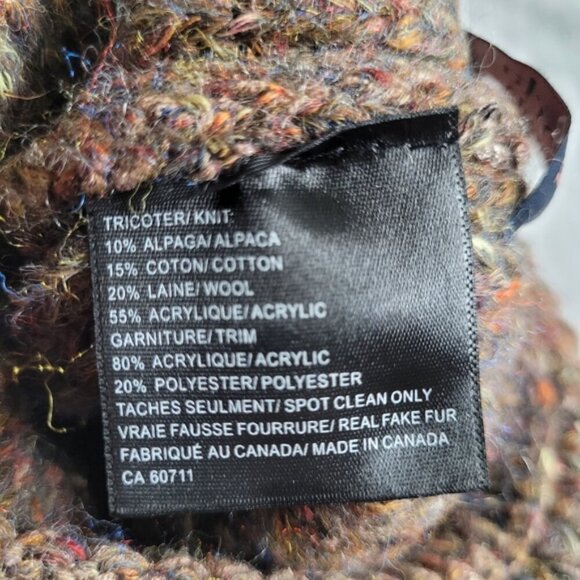 TRICOTER/ KNIT:
10% ALPAGA/ ALPACA
15% COTON/ COTTON
20% LAINE/ WOOL
55% ACRYLIQUE/ ACRYLIC
GARNITURE/ TRIM
80% ACRYLIQUE/ ACRYLIC
20% POLYESTER/ POLYESTER
TACHES SEULMENT/ SPOT CLEAN ONLY
VRAIE FAUSSE FOURRURE/ REAL FAKE FUR
FABRIQUÉ AU CANADA/ MADE IN CANADA
CA 60711